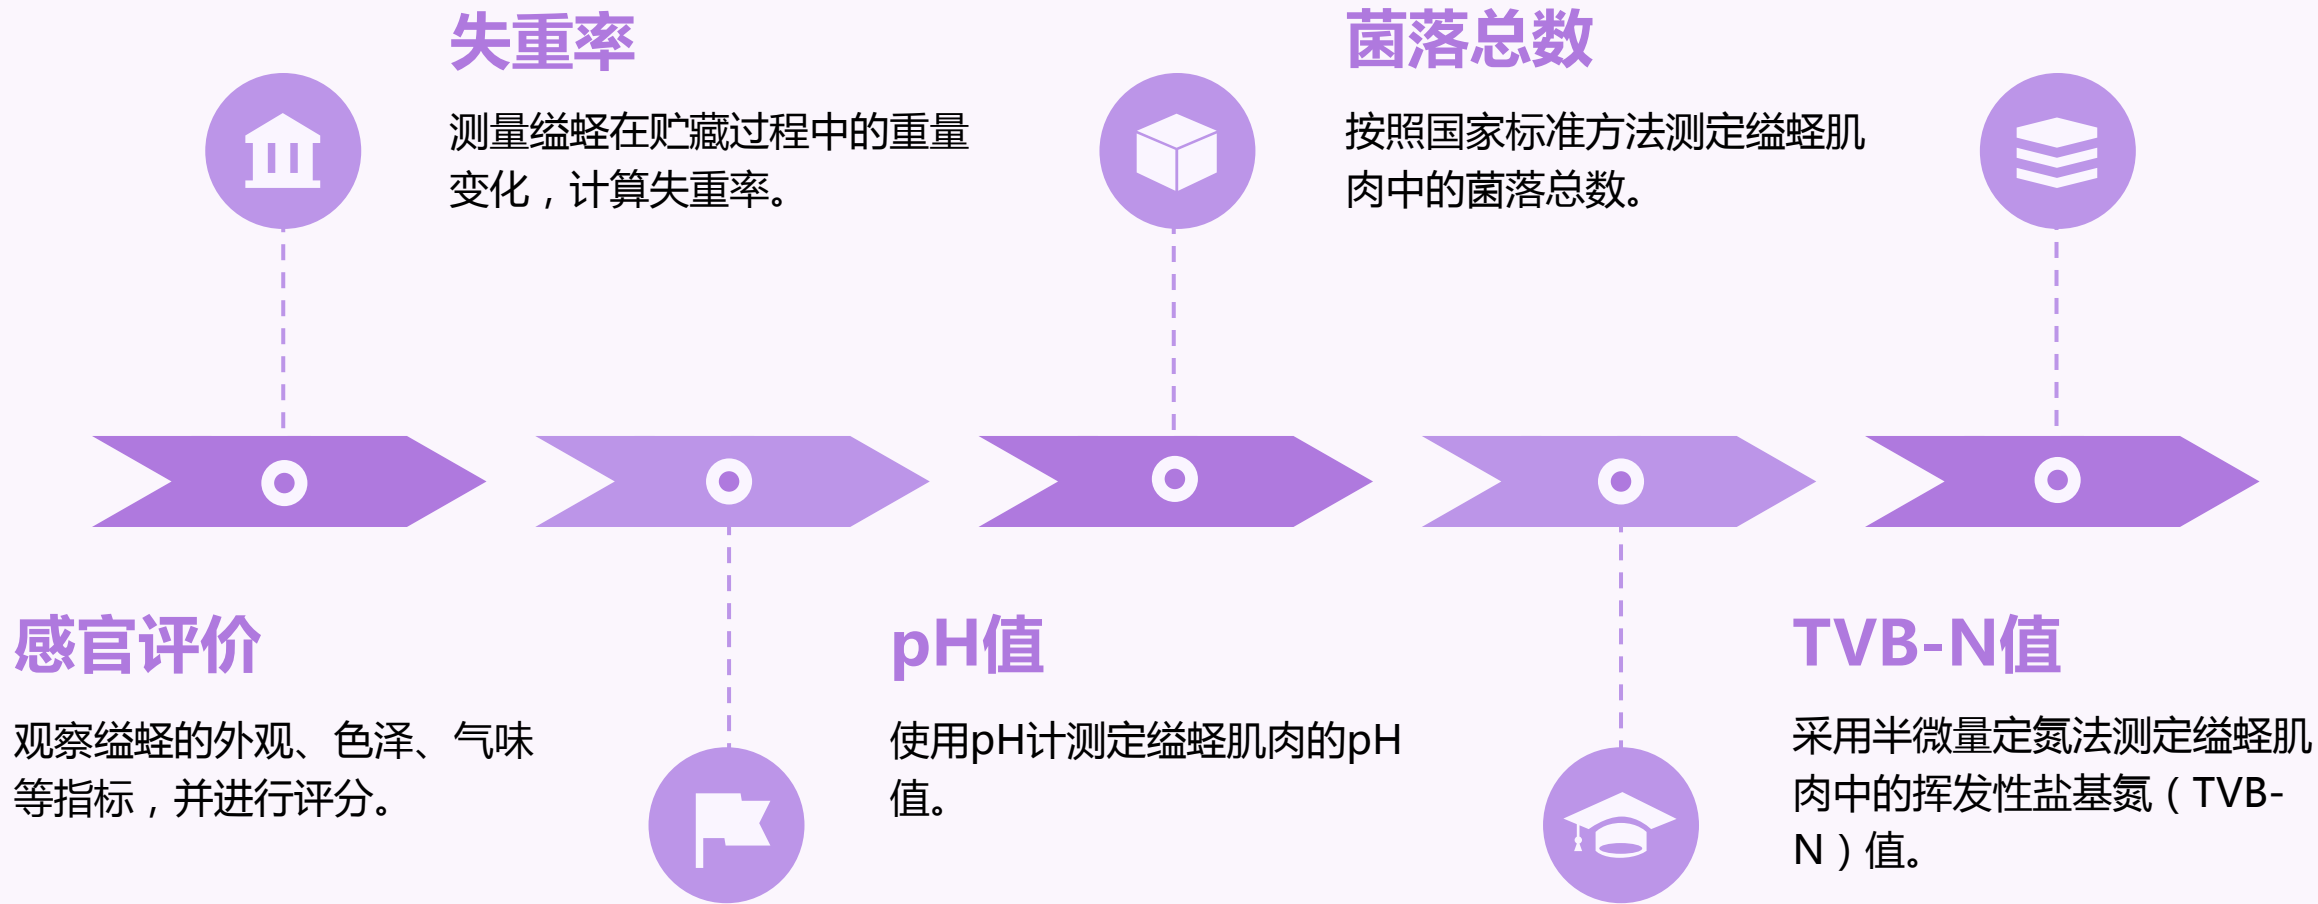 失重率
测量缢蛏在贮藏过程中的重量
变化，计算失重率。
菌落总数
按照国家标准方法测定缢蛏肌
肉中的菌落总数。
感官评价
观察缢蛏的外观、色泽、气味
等指标，并进行评分。
pH值
使用pH计测定缢蛏肌肉的pH
值。
TVB-N值
采用半微量定氮法测定缢蛏肌
肉中的挥发性盐基氮（TVB-
N）值。